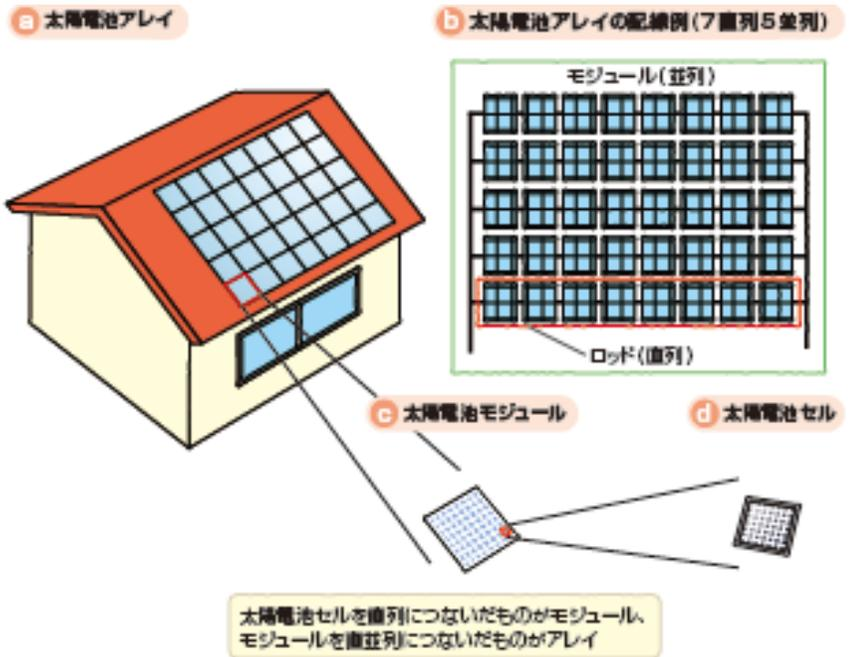 a 太陽電池アレイ
b 太陽電池アレイの配線例(7直列5並列)
モジュール(並列)
ロッド(直列)
c 太陽電池モジュール
d 太陽電池セル
太陽電池セルを直列につないだものがモジュール、
モジュールを直並列につないだものがアレイ